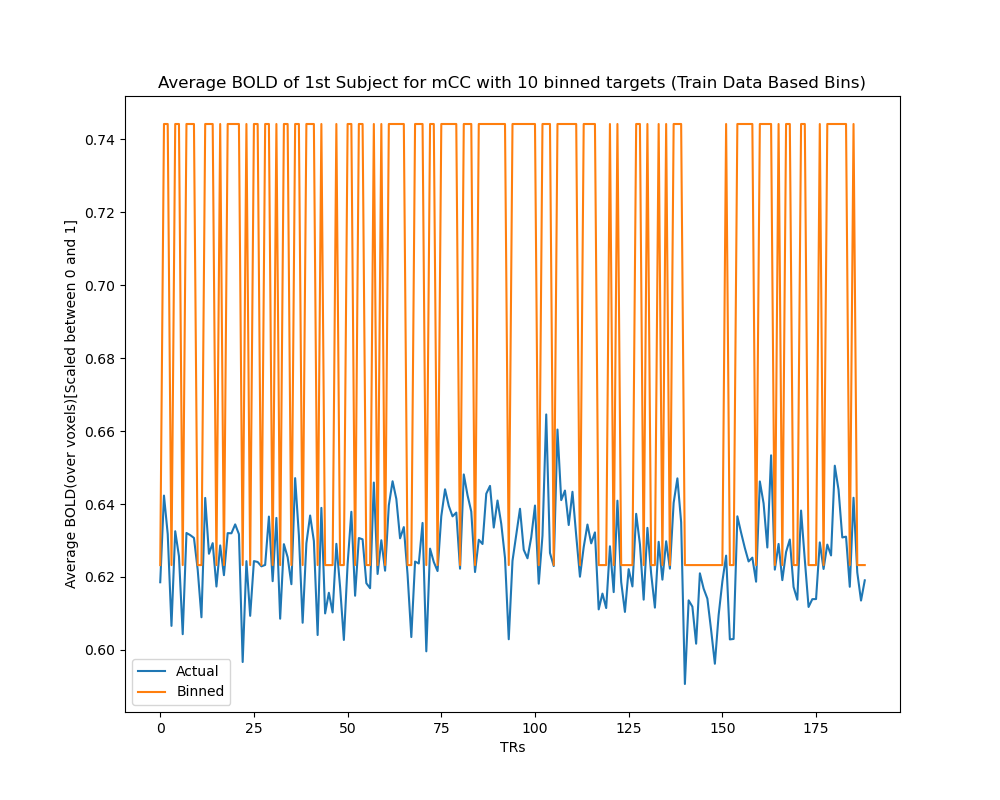 Average BOLD of 1st Subject for mCC with 10 binned targets (Train Data Based Bins)
Average BOLD(over voxels)[Scaled between 0 and 1]
0.74
0.72
0.70
0.68
0.66
0.64
0.62
0.60
Actual
Binned
0 25 50 75 100 125 150 175
TRs